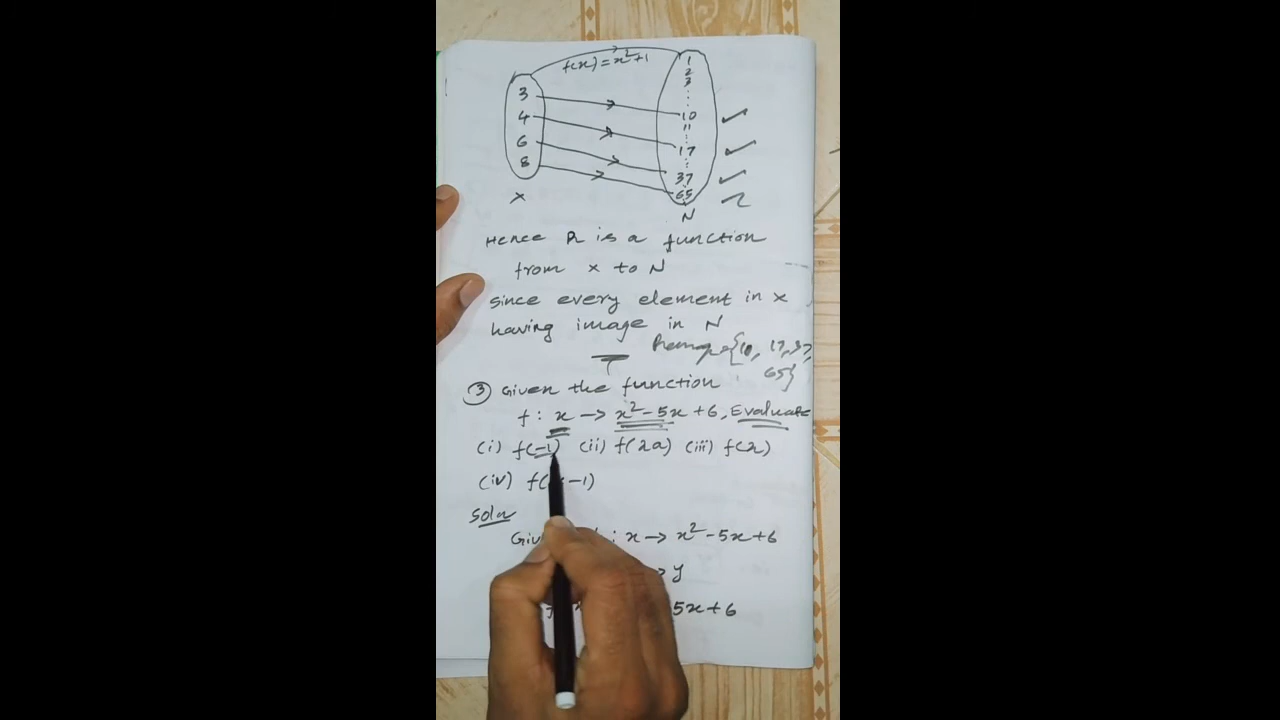 f(x) = x²+1
3
4
6
8
x
1
2
3
⋮
10
11
⋮
17
⋮
37
65
N
Hence R is a function
from x to N
since every element in x
having image in N
{10, 17, 37,
65}
③ Given the function
f : x → x²-5x+6, Evaluate
(i) f(-1) (ii) f(2a) (iii) f(2)
(iv) -1)
Soln
: x → x²-5x+6
→ y
5x+6